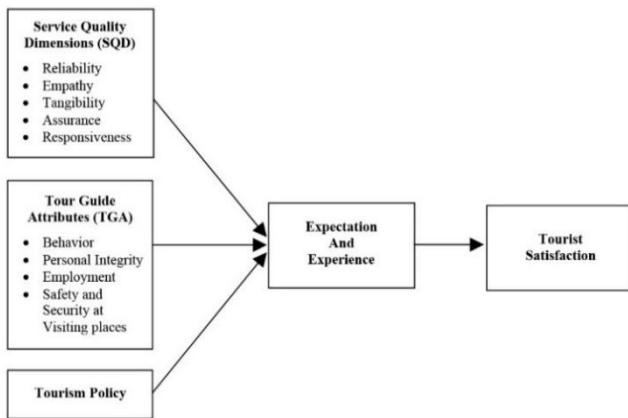 Service Quality
Dimensions (SQD)
• Reliability
• Empathy
• Tangibility
• Assurance
• Responsiveness
Tour Guide
Attributes (TGA)
• Behavior
• Personal Integrity
• Employment
• Safety and
Security at
Visiting places
Tourism Policy
Expectation
And
Experience
Tourist
Satisfaction